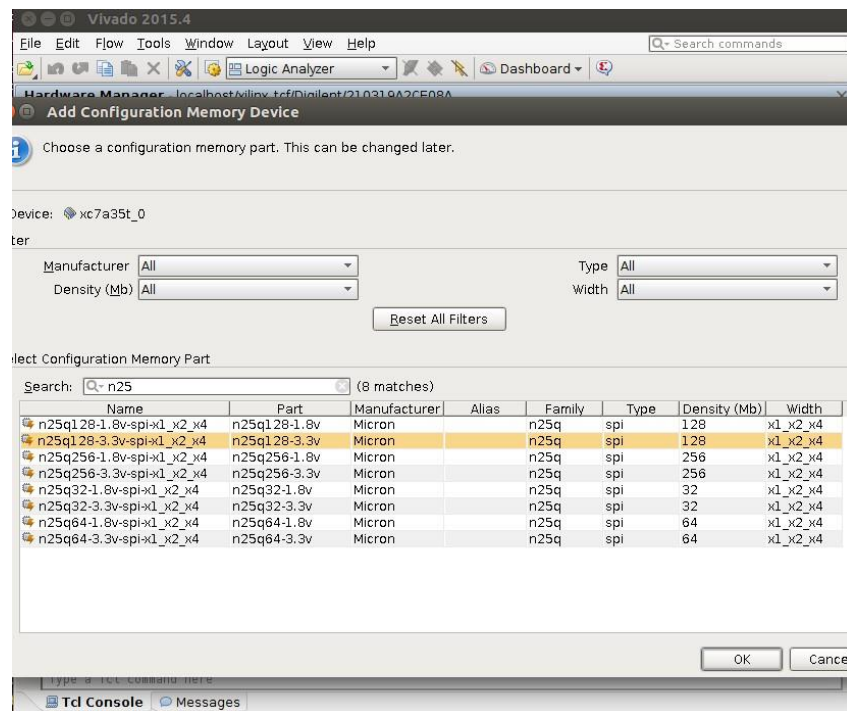 Vivado 2015.4
File Edit Flow Tools Window Layout View Help
Search commands
Logic Analyzer
Dashboard
Hardware Manager - localhost/xilinx_tcf/Digilent/210319A2CE08A
Add Configuration Memory Device
Choose a configuration memory part. This can be changed later.
Device: xc7a35t_0
ter
Manufacturer All Type All
Density (Mb) All Width All
Reset All Filters
lect Configuration Memory Part
Search: n25 (8 matches)
Name Part Manufacturer Alias Family Type Density (Mb) Width
n25q128-1.8v-spi-x1_x2_x4 n25q128-1.8v Micron n25q spi 128 x1_x2_x4
n25q128-3.3v-spi-x1_x2_x4 n25q128-3.3v Micron n25q spi 128 x1_x2_x4
n25q256-1.8v-spi-x1_x2_x4 n25q256-1.8v Micron n25q spi 256 x1_x2_x4
n25q256-3.3v-spi-x1_x2_x4 n25q256-3.3v Micron n25q spi 256 x1_x2_x4
n25q32-1.8v-spi-x1_x2_x4 n25q32-1.8v Micron n25q spi 32 x1_x2_x4
n25q32-3.3v-spi-x1_x2_x4 n25q32-3.3v Micron n25q spi 32 x1_x2_x4
n25q64-1.8v-spi-x1_x2_x4 n25q64-1.8v Micron n25q spi 64 x1_x2_x4
n25q64-3.3v-spi-x1_x2_x4 n25q64-3.3v Micron n25q spi 64 x1_x2_x4
OK Cance
Type a Tcl command here
Tcl Console Messages